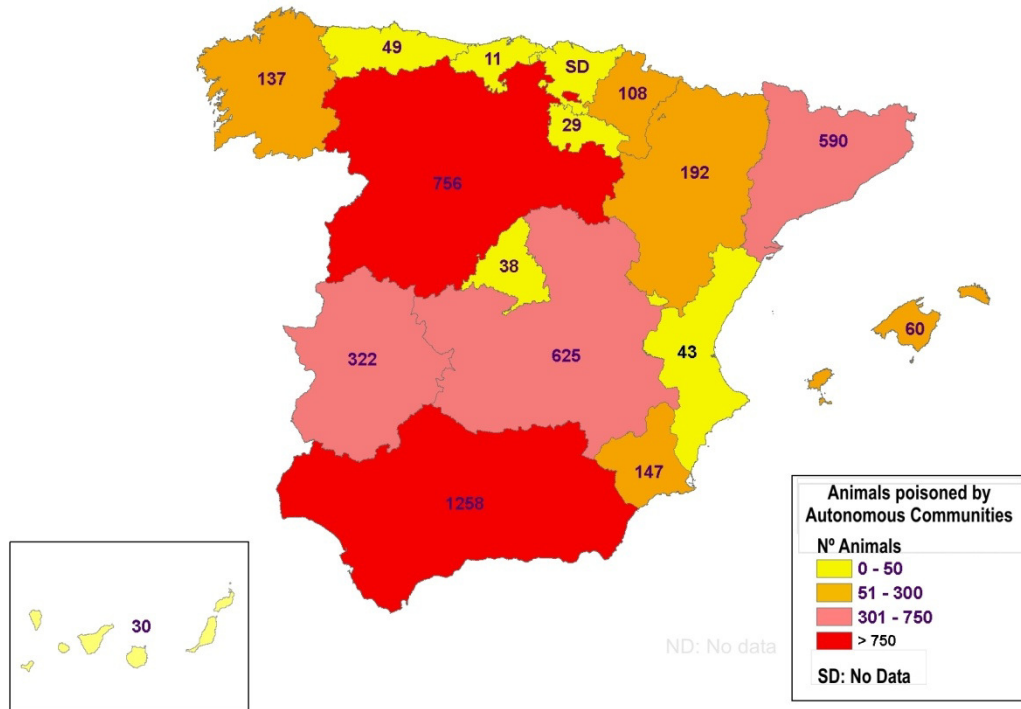 49
11
SD
137
108
29
590
192
756
38
60
322
625
43
147
1258
30
ND: No data
Animals poisoned by
Autonomous Communities
Nº Animals
0 - 50
51 - 300
301 - 750
> 750
SD: No Data